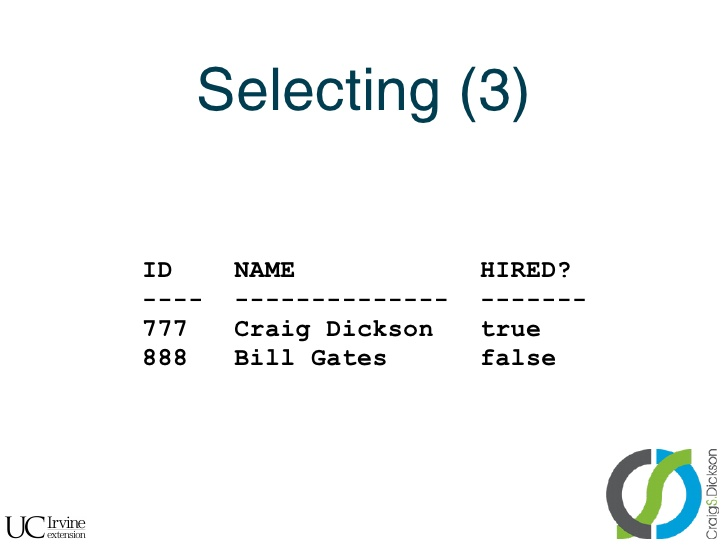 Selecting (3)
ID NAME HIRED?
---- -------------- -------
777 Craig Dickson true
888 Bill Gates false
UC Irvine
extension
CraigS.Dickson